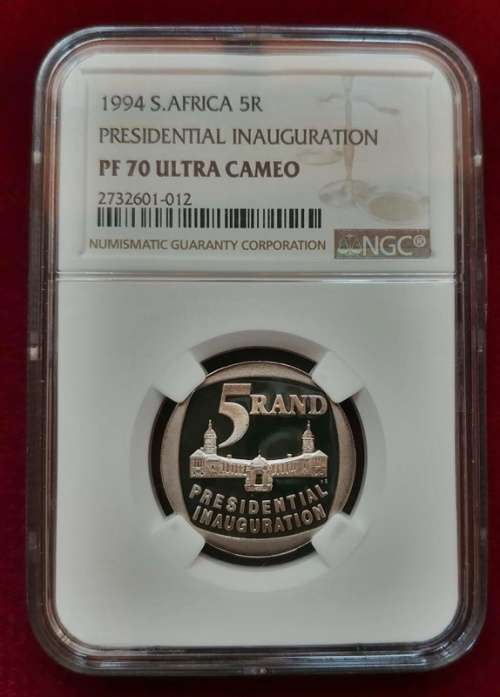 1994 S.AFRICA 5R
PRESIDENTIAL INAUGURATION
PF 70 ULTRA CAMEO
2732601-012
NUMISMATIC GUARANTY CORPORATION
NGC®
5 RAND
PRESIDENTIAL
INAUGURATION